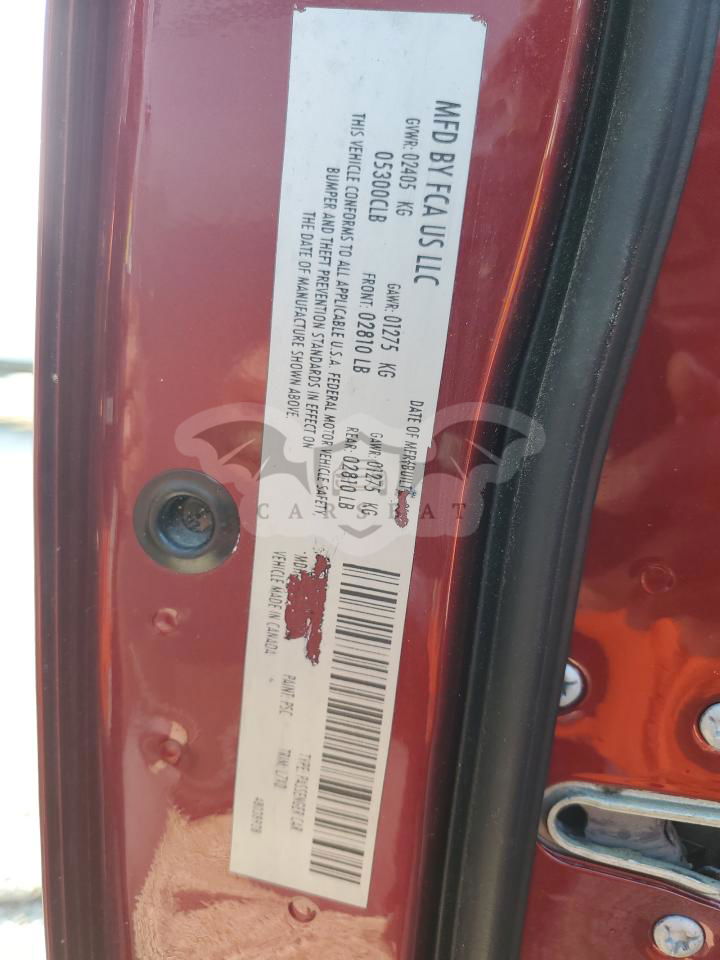 MFD BY FCA US LLC
DATE OF MFR
GVWR: 02405 KG
05300CLB
GAWR: 01275 KG
FRONT: 02810 LB
GAWR: 01275 KG
REAR: 02810 LB
THIS VEHICLE CONFORMS TO ALL APPLICABLE U.S.A. FEDERAL MOTOR VEHICLE SAFETY,
BUMPER AND THEFT PREVENTION STANDARDS IN EFFECT ON
THE DATE OF MANUFACTURE SHOWN ABOVE.
TYPE: PASSENGER CAR
VEHICLE MADE IN CANADA
PAINT: PSC
CARSBAT